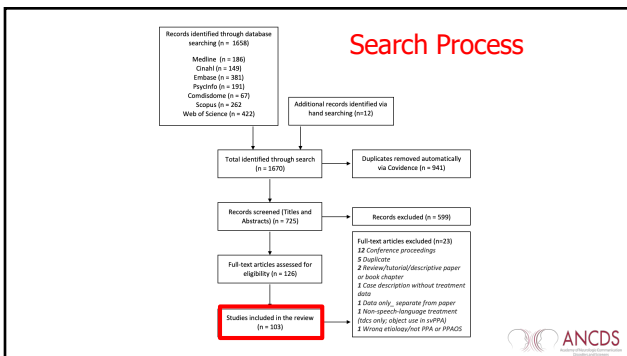 Search Process
Records identified through database
searching (n = 1658)
Medline (n = 186)
Cinahl (n = 149)
Embase (n = 381)
PsycInfo (n = 191)
Comdisdome (n = 67)
Scopus (n = 262
Web of Science (n = 422)
Additional records identified via
hand searching (n=12)
Total identified through search
(n = 1670)
Duplicates removed automatically
via Covidence (n = 941)
Records screened (Titles and
Abstracts) (n = 725)
Records excluded (n = 599)
Full-text articles assessed for
eligibility (n = 126)
Full-text articles excluded (n=23)
12 Conference proceedings
5 Duplicate
2 Review/tutorial/descriptive paper
or book chapter
1 Case description without treatment
data
1 Data only_ separate from paper
1 Non-speech-language treatment
(tdcs only; object use in svPPA)
1 Wrong etiology/not PPA or PPAOS
Studies included in the review
(n = 103)
ANCDS